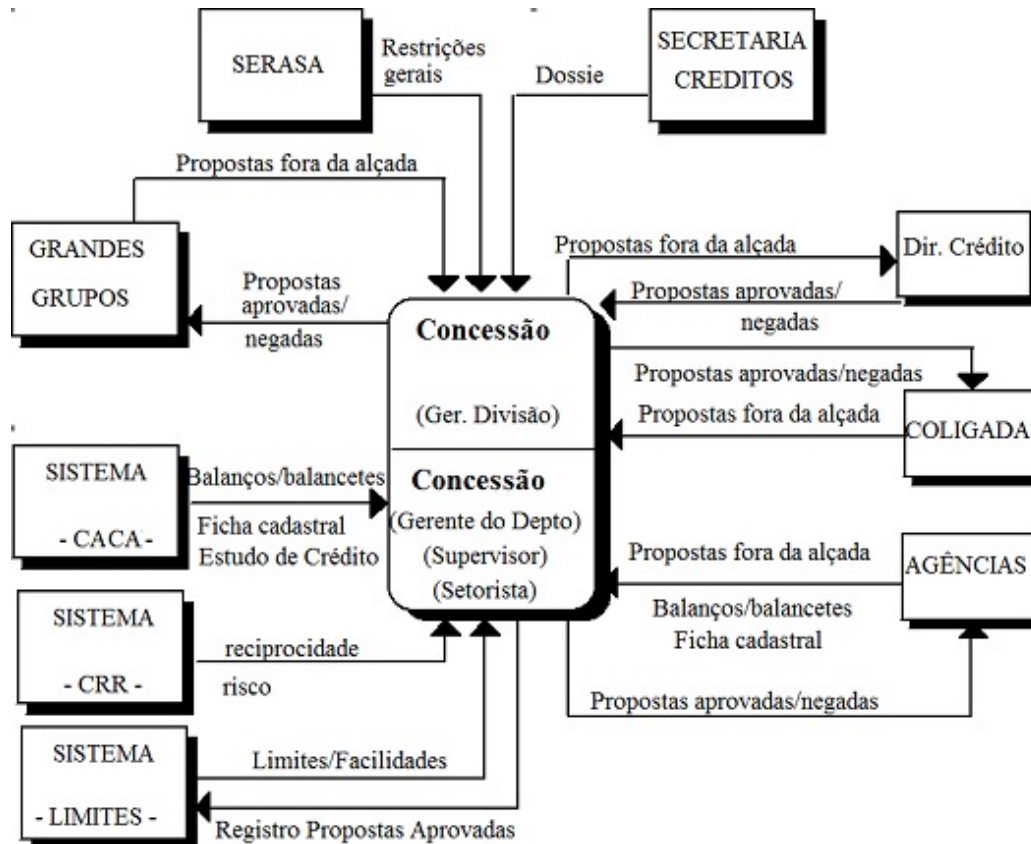 SERASA
Restrições
gerais
Dossie
SECRETARIA
CREDITOS
Propostas fora da alçada
GRANDES
GRUPOS
Propostas
aprovadas/
negadas
Propostas fora da alçada
Dir. Crédito
Propostas aprovadas/
negadas
Concessão
(Ger. Divisão)
Propostas aprovadas/negadas
Propostas fora da alçada
COLIGADA
SISTEMA
- CACA -
Balanços/balancetes
Ficha cadastral
Estudo de Crédito
Concessão
(Gerente do Depto)
(Supervisor)
(Setorista)
Propostas fora da alçada
AGÊNCIAS
Balanços/balancetes
Ficha cadastral
SISTEMA
- CRR -
reciprocidade
risco
Propostas aprovadas/negadas
SISTEMA
- LIMITES -
Limites/Facilidades
Registro Propostas Aprovadas